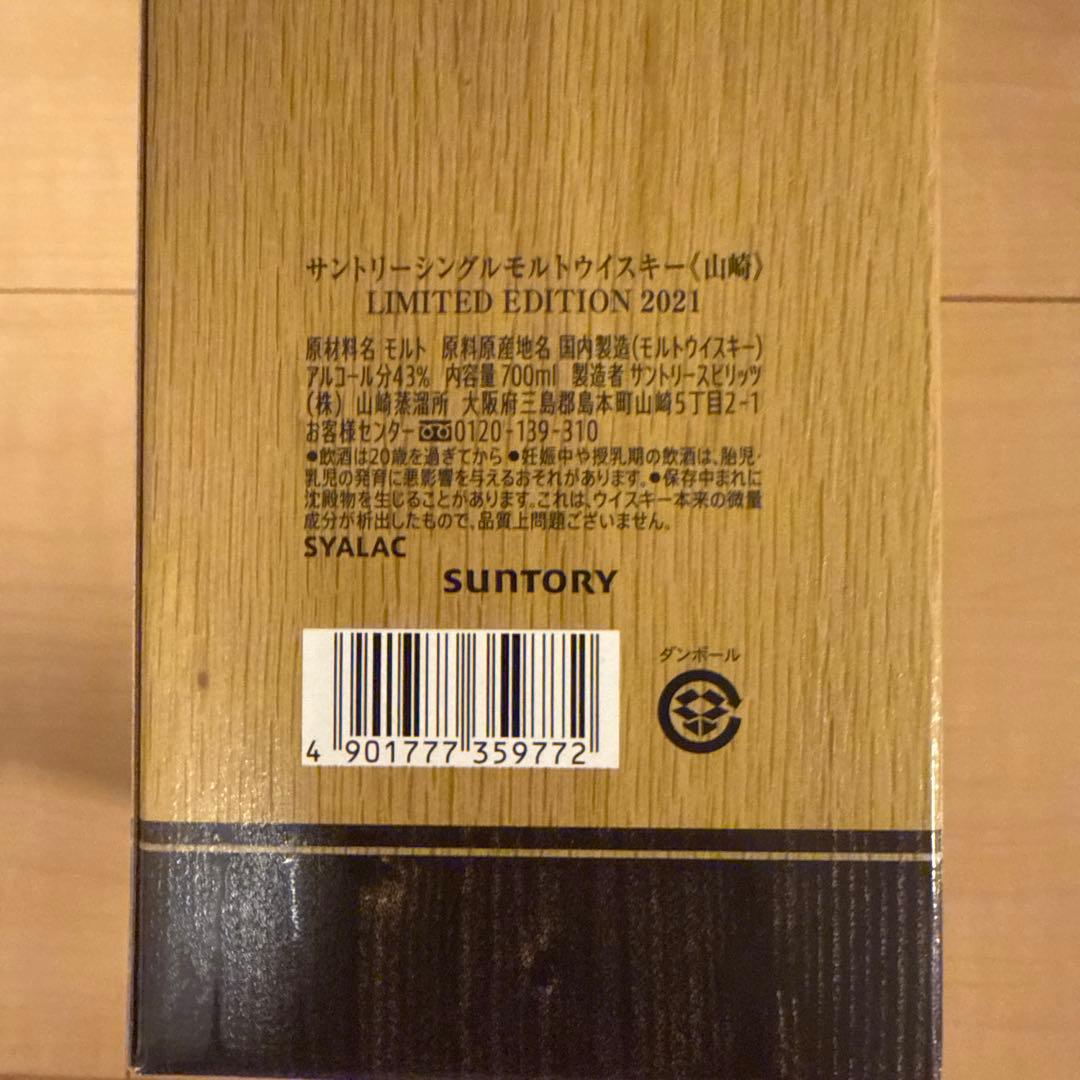 サントリーシングルモルトウイスキー《山崎》
LIMITED EDITION 2021
原材料名 モルト 原料原産地名 国内製造(モルトウイスキー)
アルコール分43% 内容量700ml 製造者 サントリースピリッツ
(株) 山崎蒸溜所 大阪府三島郡島本町山崎5丁目2-1
お客様センター 0120-139-310
●飲酒は20歳を過ぎてから ●妊娠中や授乳期の飲酒は、胎児・
乳児の発育に悪影響を与えるおそれがあります。●保存中まれに
沈殿物を生じることがあります。これは、ウイスキー本来の微量
成分が析出したもので、品質上問題ございません。
SYALAC
SUNTORY
ダンボール
4 901777 359772